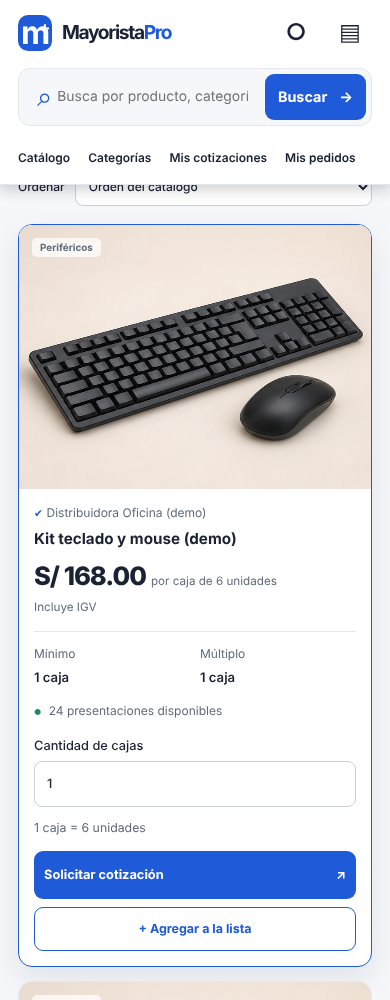 mt MayoristaPro
Busca por producto, categorí
Buscar →
Catálogo Categorías Mis cotizaciones Mis pedidos
Ordenar Orden del catálogo
Periféricos
✔ Distribuidora Oficina (demo)
Kit teclado y mouse (demo)
S/ 168.00 por caja de 6 unidades
Incluye IGV
Mínimo Múltiplo
1 caja 1 caja
24 presentaciones disponibles
Cantidad de cajas
1
1 caja = 6 unidades
Solicitar cotización ↗
+ Agregar a la lista